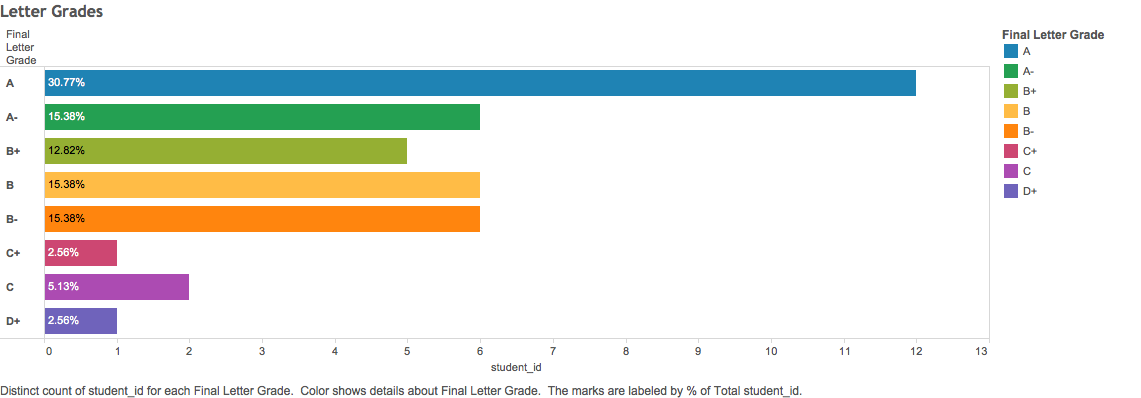 Letter Grades
Final
Letter
Grade
A 30.77%
A- 15.38%
B+ 12.82%
B 15.38%
B- 15.38%
C+ 2.56%
C 5.13%
D+ 2.56%
0 1 2 3 4 5 6 7 8 9 10 11 12 13
student_id
Final Letter Grade
A
A-
B+
B
B-
C+
C
D+
Distinct count of student_id for each Final Letter Grade.  Color shows details about Final Letter Grade.  The marks are labeled by % of Total student_id.